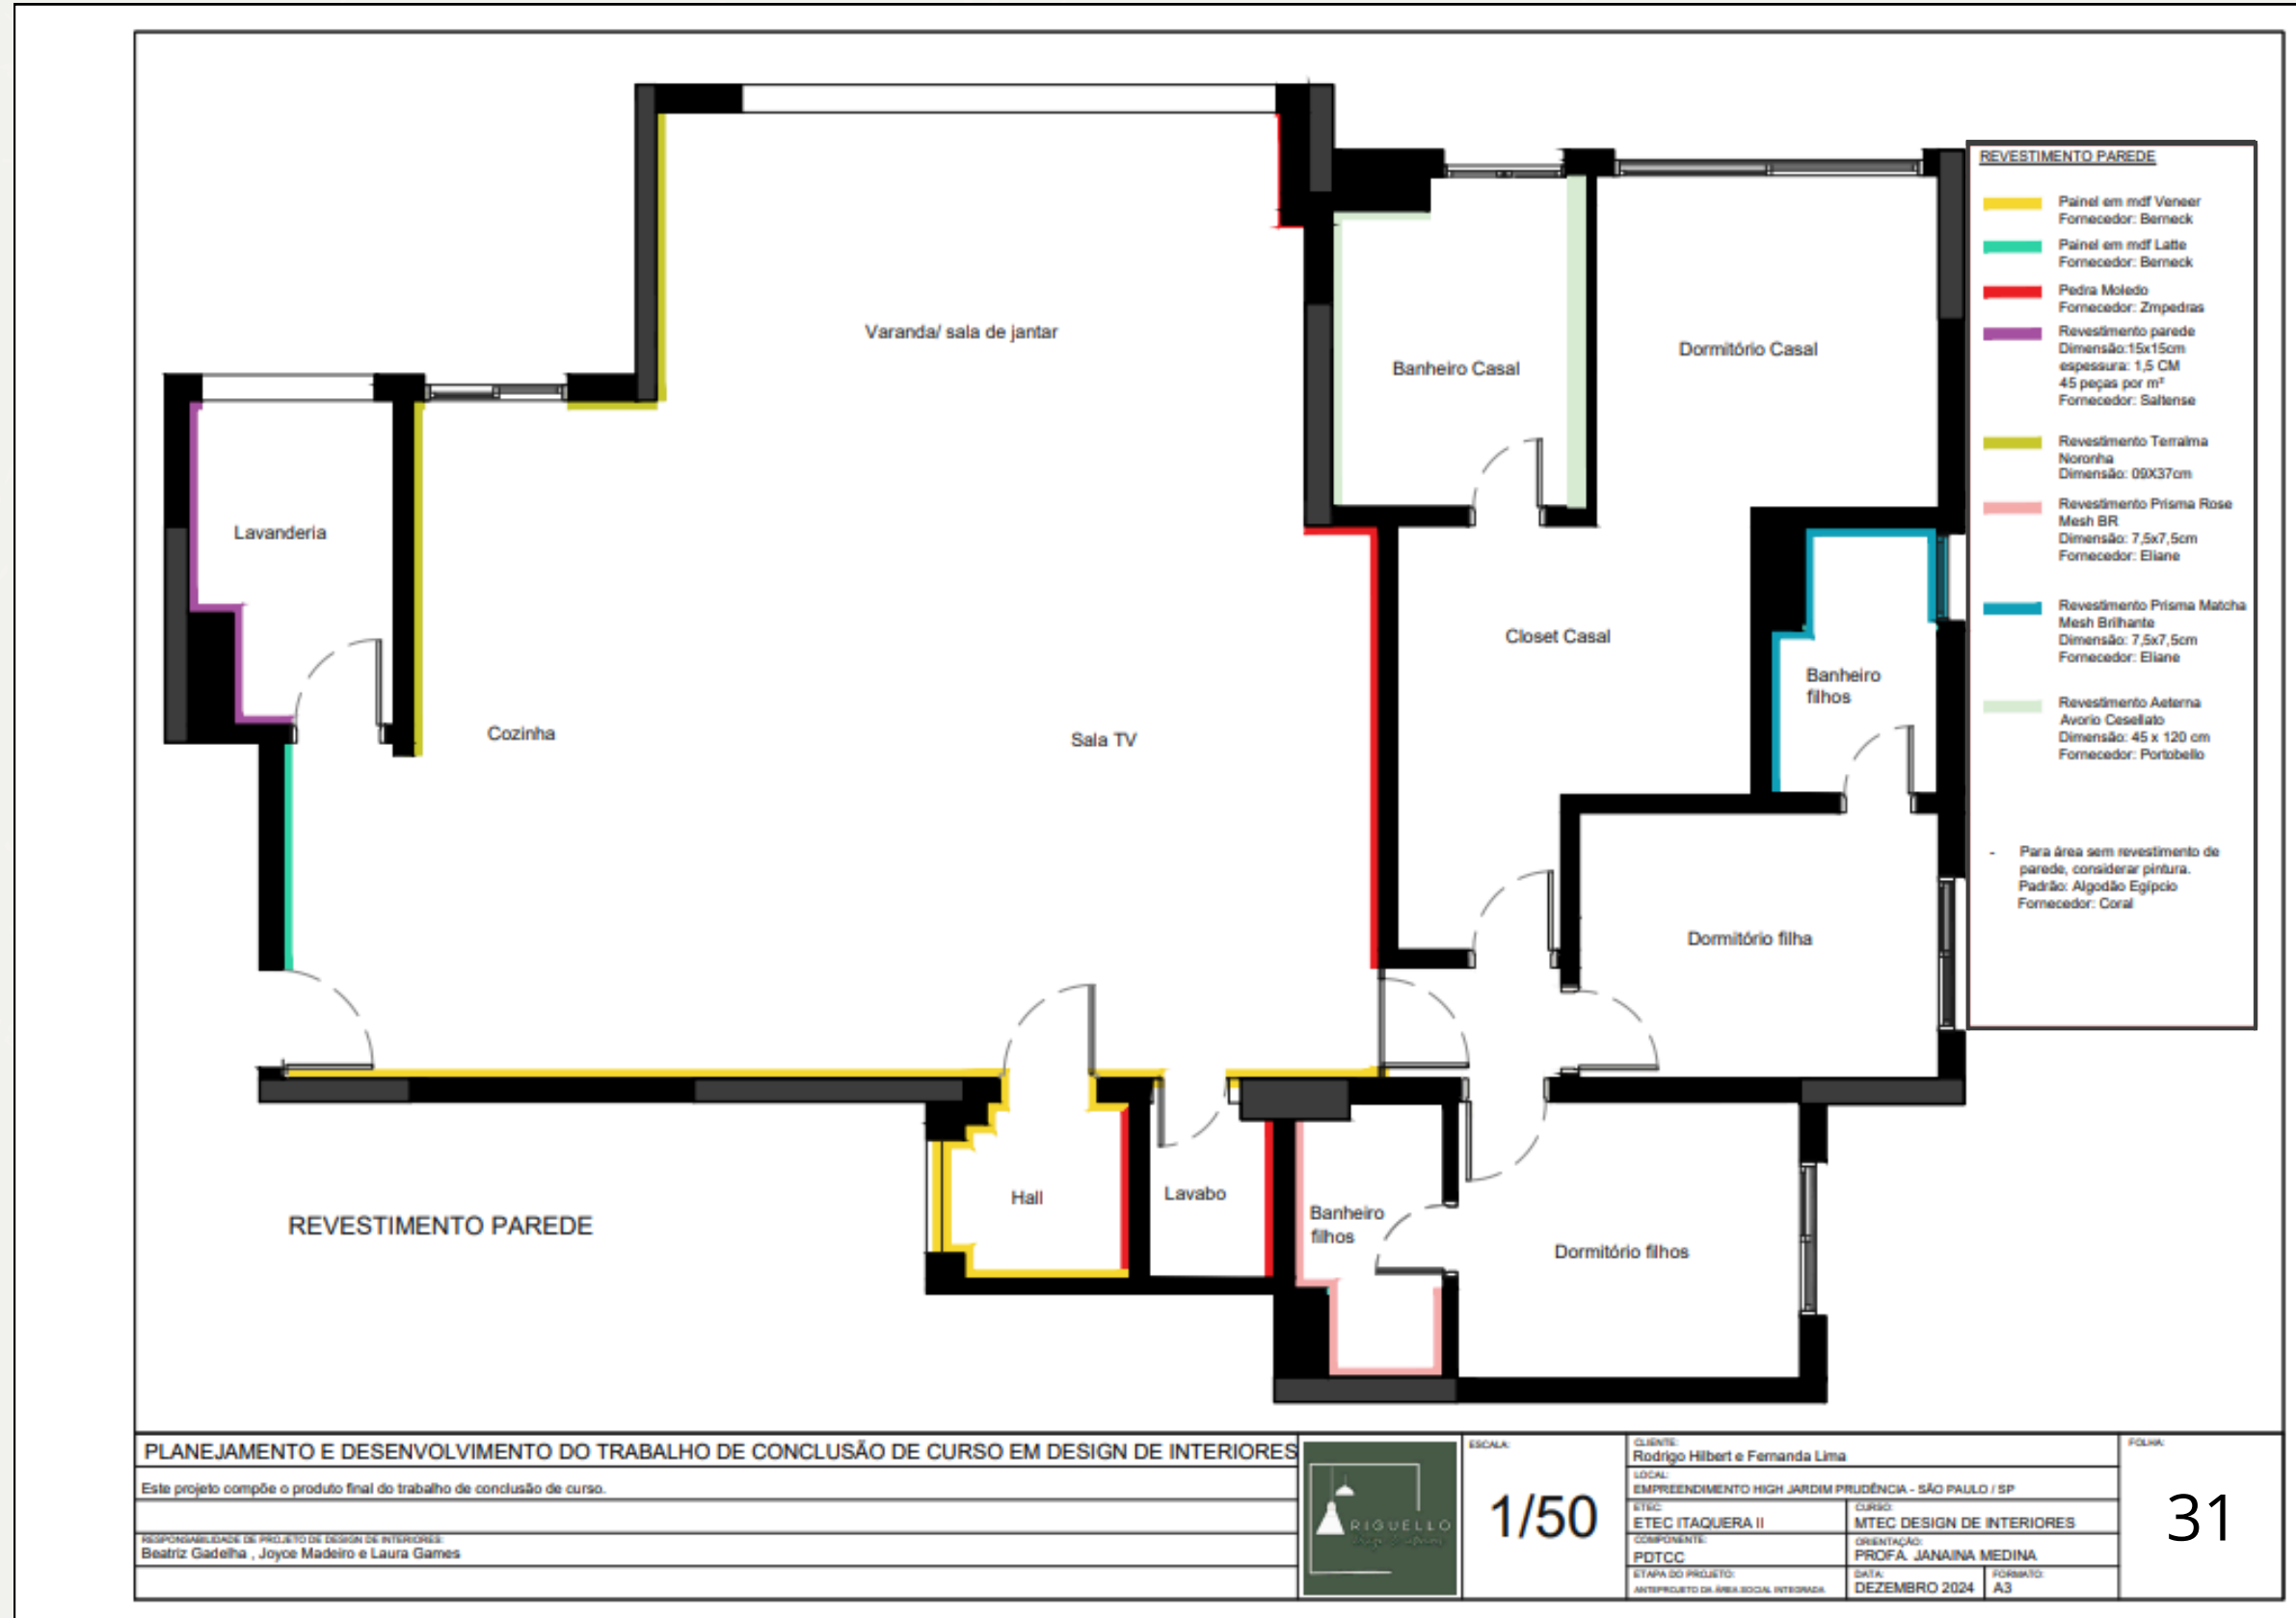 Varanda/ sala de jantar
Banheiro Casal
Dormitório Casal
Lavanderia
Cozinha
Sala TV
Closet Casal
Banheiro
filhos
Dormitório filha
Hall
Lavabo
Banheiro
filhos
Dormitório filhos
REVESTIMENTO PAREDE
REVESTIMENTO PAREDE
Painel em mdf Veneer
Fornecedor: Berneck
Painel em mdf Latte
Fornecedor: Berneck
Pedra Moledo
Fornecedor: Zmpedras
Revestimento parede
Dimensão:15x15cm
espessura: 1,5 CM
45 peças por m²
Fornecedor: Saltense
Revestimento Terralma
Noronha
Dimensão: 09X37cm
Revestimento Prisma Rose
Mesh BR
Dimensão: 7,5x7,5cm
Fornecedor: Eliane
Revestimento Prisma Matcha
Mesh Brilhante
Dimensão: 7,5x7,5cm
Fornecedor: Eliane
Revestimento Aeterna
Avorio Cesellato
Dimensão: 45 x 120 cm
Fornecedor: Portobello
- Para área sem revestimento de
parede, considerar pintura.
Padrão: Algodão Egípcio
Fornecedor: Coral
PLANEJAMENTO E DESENVOLVIMENTO DO TRABALHO DE CONCLUSÃO DE CURSO EM DESIGN DE INTERIORES
Este projeto compõe o produto final do trabalho de conclusão de curso.
RESPONSABILIDADE DE PROJETO DE DESIGN DE INTERIORES:
Beatriz Gadelha , Joyce Madeiro e Laura Games
RIGUELLO
ESCALA:
1/50
CLIENTE:
Rodrigo Hilbert e Fernanda Lima
LOCAL:
EMPREENDIMENTO HIGH JARDIM PRUDÊNCIA - SÃO PAULO / SP
ETEC:
ETEC ITAQUERA II
CURSO:
MTEC DESIGN DE INTERIORES
COMPONENTE:
PDTCC
ORIENTAÇÃO:
PROFA. JANAINA MEDINA
ETAPA DO PROJETO:
ANTEPROJETO DA ÁREA SOCIAL INTEGRADA
DATA:
DEZEMBRO 2024
FORMATO:
A3
FOLHA:
31